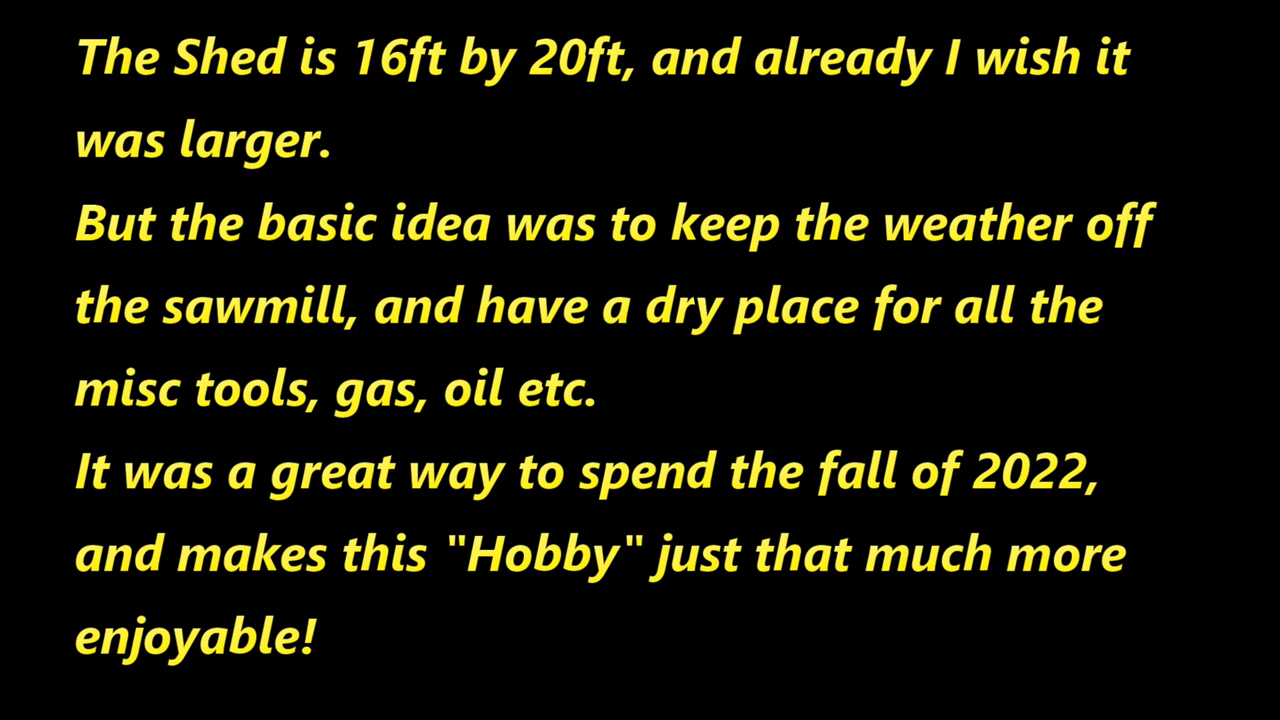 The Shed is 16ft by 20ft, and already I wish it
was larger.
But the basic idea was to keep the weather off
the sawmill, and have a dry place for all the
misc tools, gas, oil etc.
It was a great way to spend the fall of 2022,
and makes this "Hobby" just that much more
enjoyable!